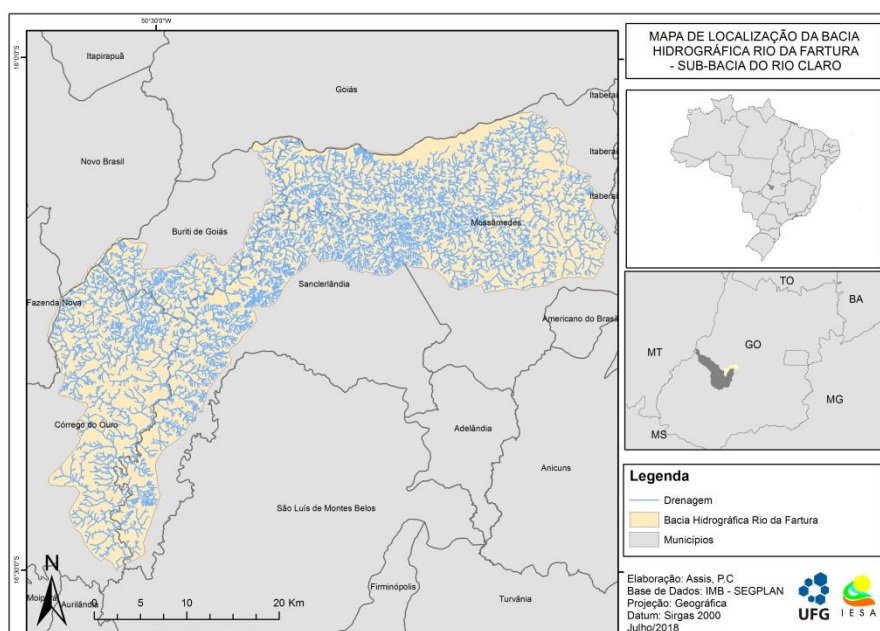 50°30'0"W
16°0'0"S
Itapirapuã
Goiás
Itaberaí
Novo Brasil
Itaberaí
Itaberaí
Mossâmedes
Buriti de Goiás
Sanclerlândia
Fazenda Nova
Americano do Brasil
Córrego do Ouro
Adelândia
Anicuns
São Luís de Montes Belos
16°30'0"S
N
Firminópolis
Turvânia
Aurilândia
0 5 10 20 Km
MAPA DE LOCALIZAÇÃO DA BACIA
HIDROGRÁFICA RIO DA FARTURA
- SUB-BACIA DO RIO CLARO
TO
BA
GO
MT
MG
MS
Legenda
Drenagem
Bacia Hidrográfica Rio da Fartura
Municípios
Elaboração: Assis, P.C
Base de Dados: IMB - SEGPLAN
Projeção: Geográfica
Datum: Sirgas 2000
Julho/2018
UFG
IESA